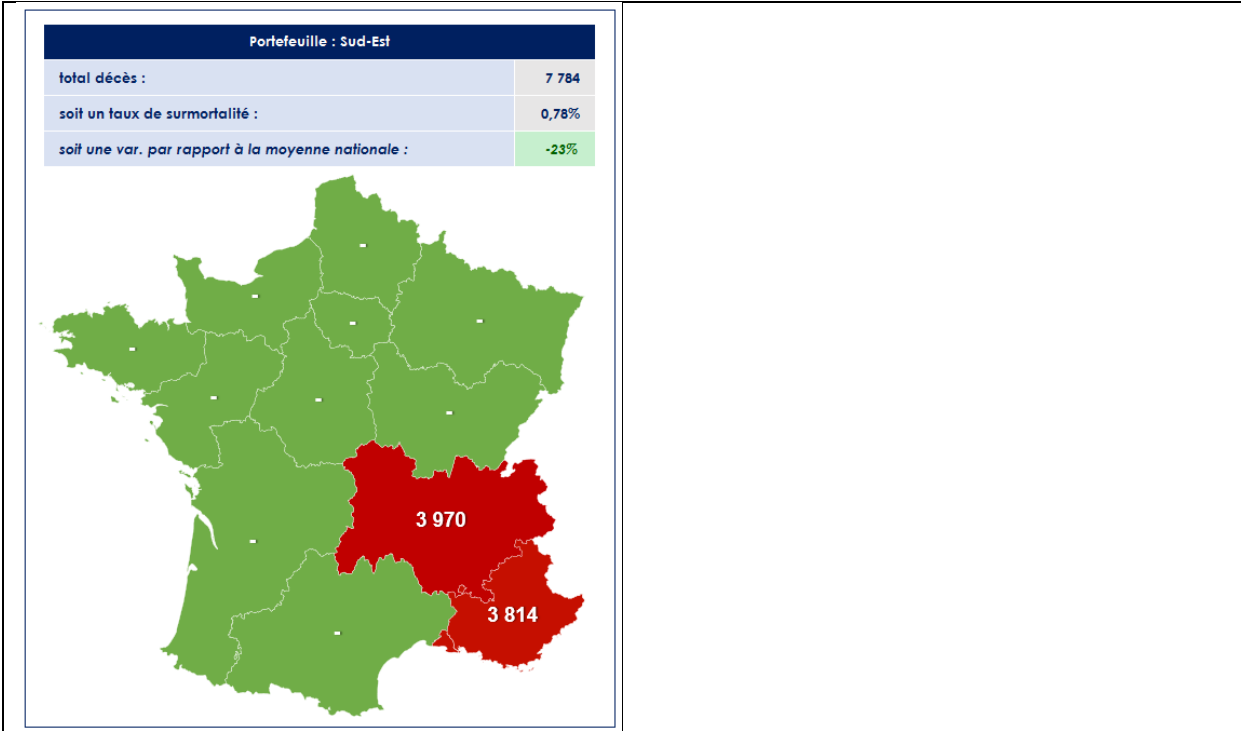 Portefeuille : Sud-Est
total décès : 7 784
soit un taux de surmortalité : 0,78%
soit une var. par rapport à la moyenne nationale : -23%
3 970
3 814